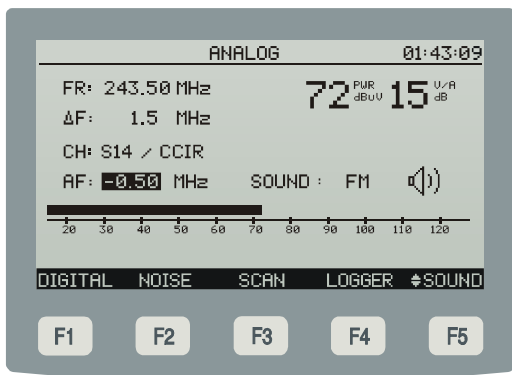 ANALOG 01:43:09
FR: 243.50 MHz 72 PWR dBuV 15 V/A dB
ΔF: 1.5 MHz
CH: S14 / CCIR
AF: -0.50 MHz SOUND : FM
20 30 40 50 60 70 80 90 100 110 120
DIGITAL NOISE SCAN LOGGER SOUND
F1 F2 F3 F4 F5